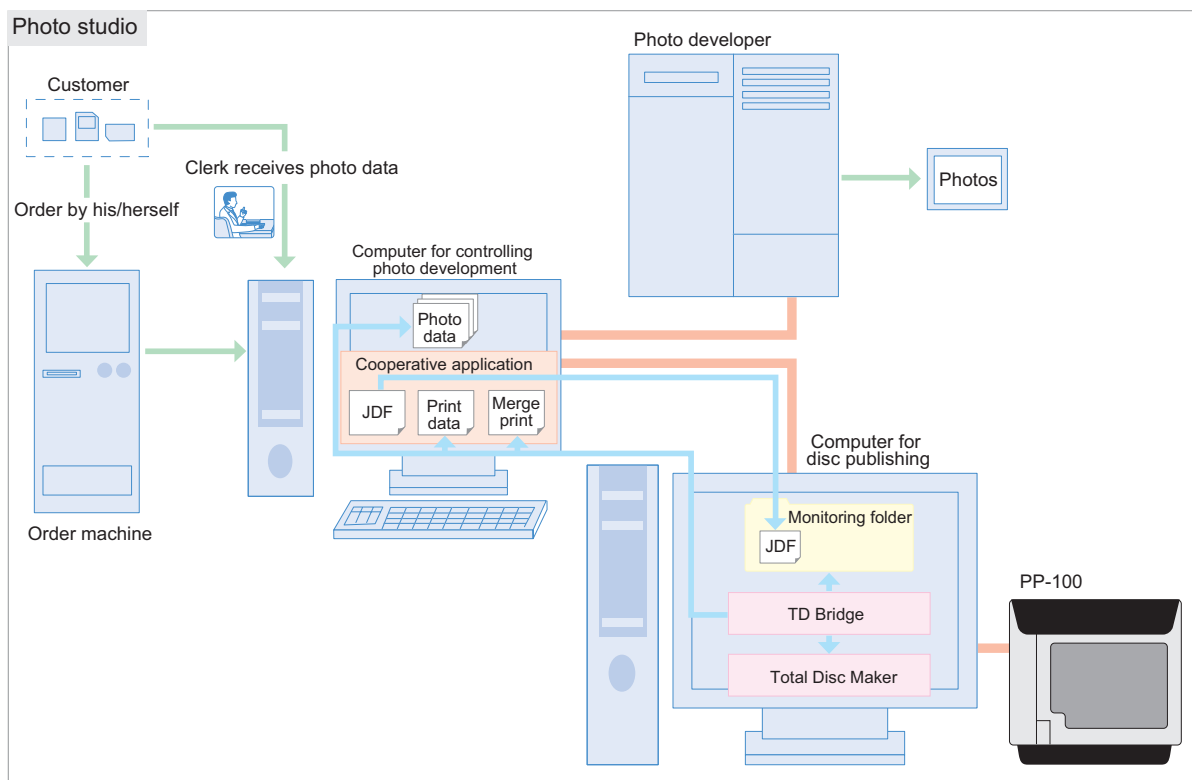 Photo studio
Customer
Clerk receives photo data
Order by his/herself
Order machine
Computer for controlling
photo development
Photo
data
Cooperative application
JDF
Print
data
Merge
print
Photo developer
Photos
Computer for
disc publishing
Monitoring folder
JDF
TD Bridge
Total Disc Maker
PP-100